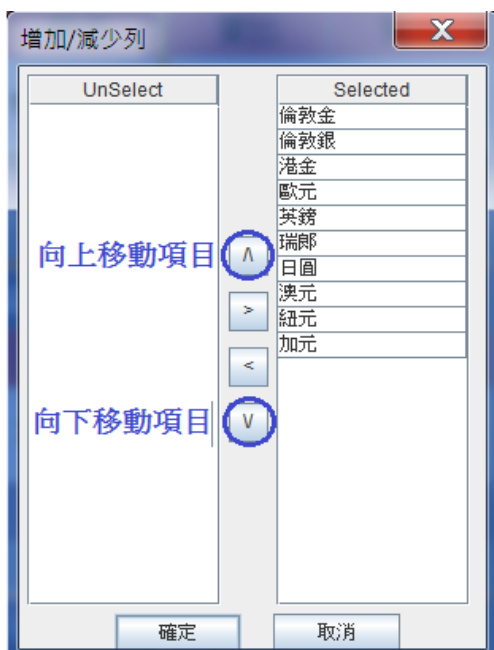 增加/減少列
X
UnSelect
Selected
倫敦金
倫敦銀
港金
歐元
英鎊
瑞郎
日圓
澳元
紐元
加元
向上移動項目
∧
>
<
向下移動項目
∨
確定
取消